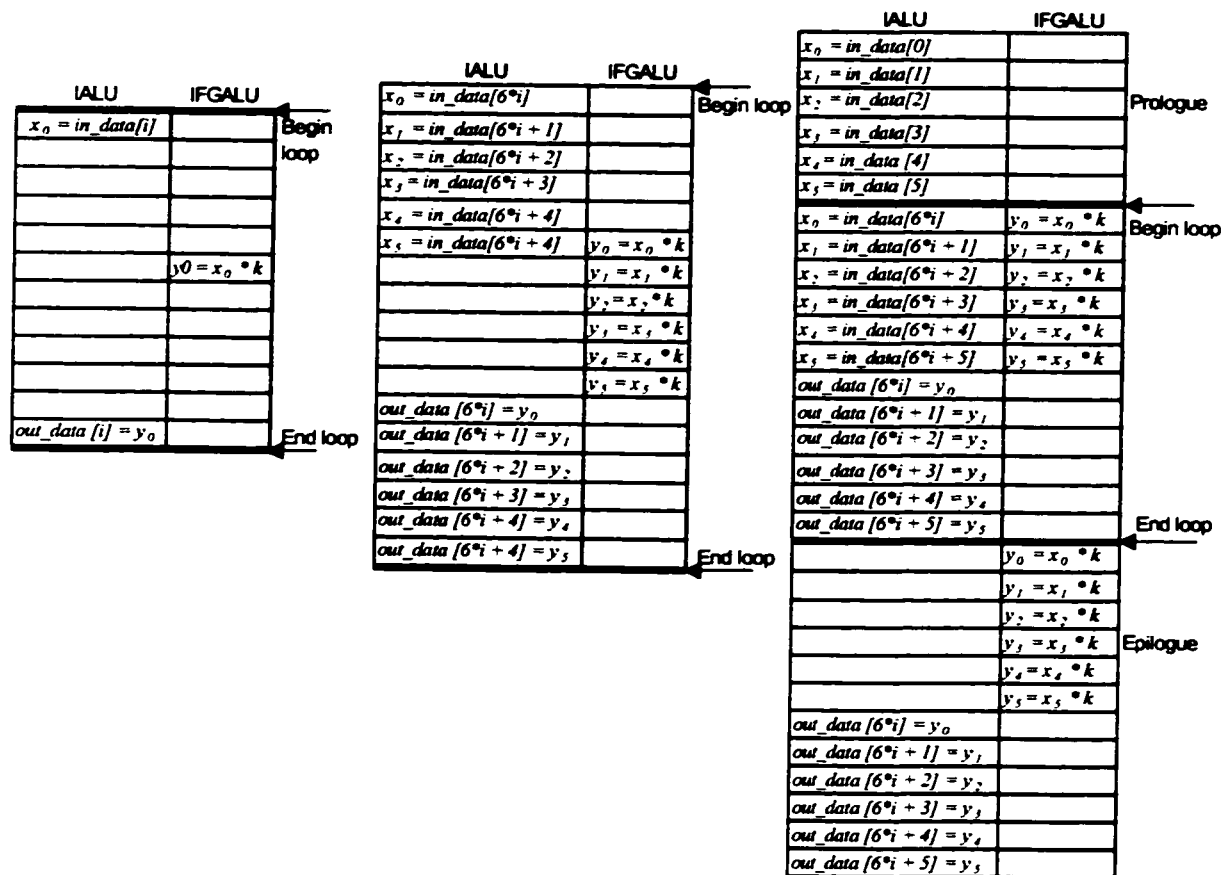 IALU IFGALU
x0 = in_data[i]
Begin loop
y0 = x0 * k
out_data [i] = y0
End loop
IALU IFGALU
x0 = in_data[6*i]
Begin loop
x1 = in_data[6*i + 1]
x2 = in_data[6*i + 2]
x3 = in_data[6*i + 3]
x4 = in_data[6*i + 4]
x5 = in_data[6*i + 4] y0 = x0 * k
y1 = x1 * k
y2 = x2 * k
y3 = x3 * k
y4 = x4 * k
y5 = x5 * k
out_data [6*i] = y0
out_data [6*i + 1] = y1
out_data [6*i + 2] = y2
out_data [6*i + 3] = y3
out_data [6*i + 4] = y4
out_data [6*i + 4] = y5
End loop
IALU IFGALU
x0 = in_data[0]
x1 = in_data[1]
x2 = in_data[2]
Prologue
x3 = in_data[3]
x4 = in_data [4]
x5 = in_data [5]
x0 = in_data[6*i] y0 = x0 * k
Begin loop
x1 = in_data[6*i + 1] y1 = x1 * k
x2 = in_data[6*i + 2] y2 = x2 * k
x3 = in_data[6*i + 3] y3 = x3 * k
x4 = in_data[6*i + 4] y4 = x4 * k
x5 = in_data[6*i + 5] y5 = x5 * k
out_data [6*i] = y0
out_data [6*i + 1] = y1
out_data [6*i + 2] = y2
out_data [6*i + 3] = y3
out_data [6*i + 4] = y4
out_data [6*i + 5] = y5
End loop
y0 = x0 * k
y1 = x1 * k
y2 = x2 * k
y3 = x3 * k
Epilogue
y4 = x4 * k
y5 = x5 * k
out_data [6*i] = y0
out_data [6*i + 1] = y1
out_data [6*i + 2] = y2
out_data [6*i + 3] = y3
out_data [6*i + 4] = y4
out_data [6*i + 5] = y5